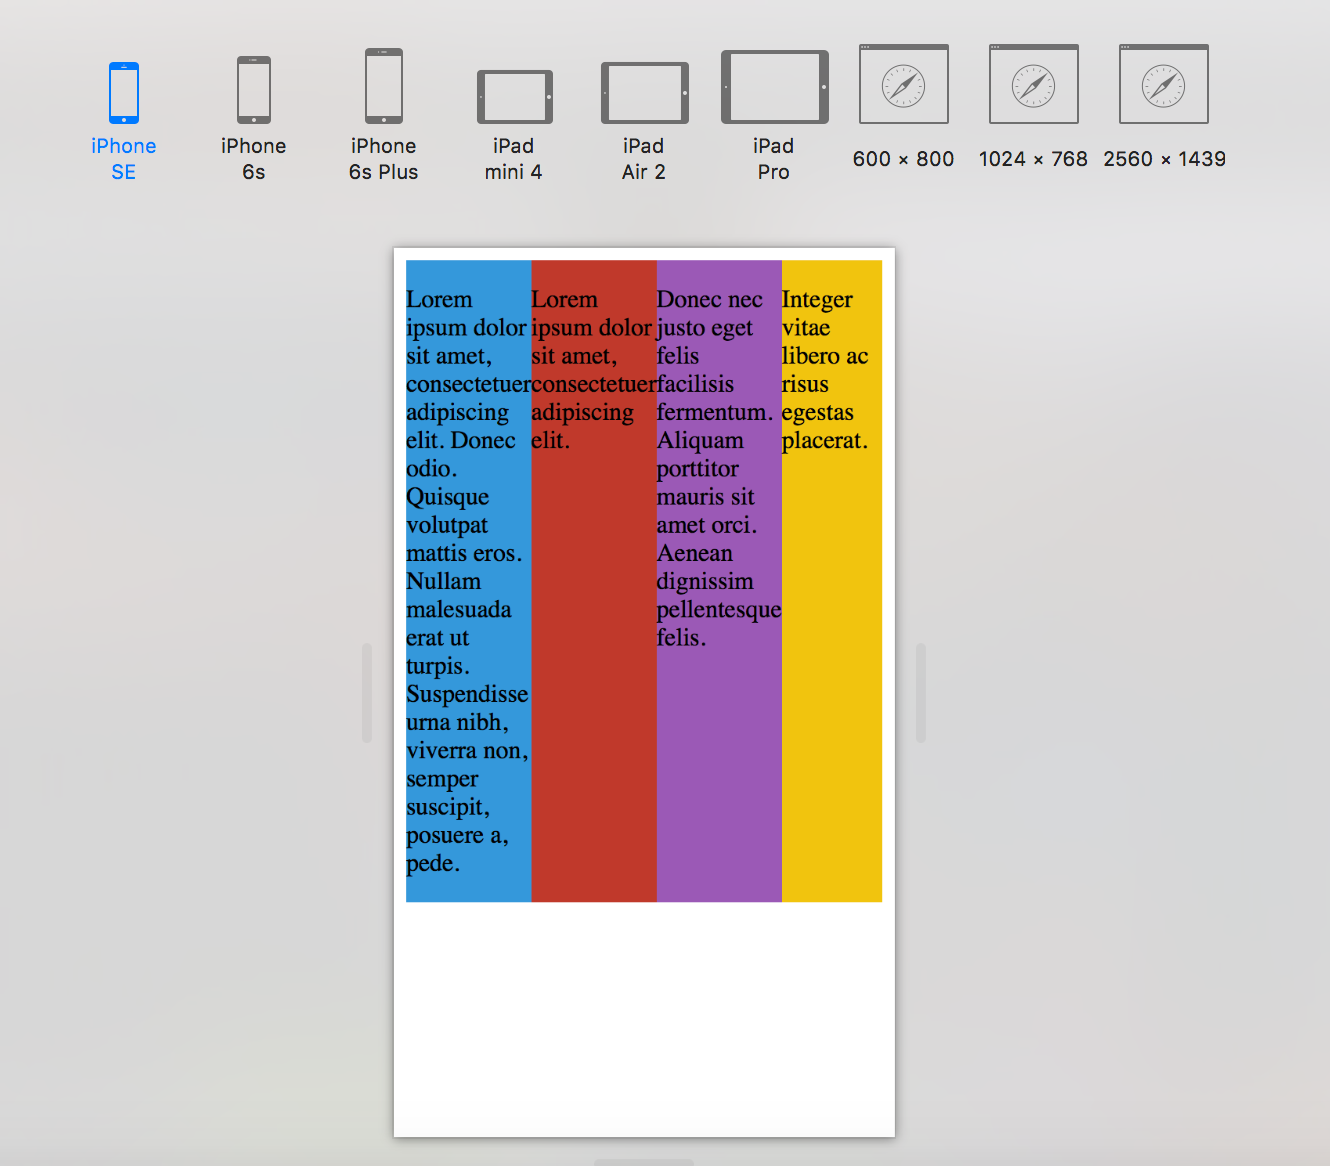 iPhone
SE
iPhone
6s
iPhone
6s Plus
iPad
mini 4
iPad
Air 2
iPad
Pro
600 × 800
1024 × 768
2560 × 1439
Lorem
ipsum dolor
sit amet,
consectetuer
adipiscing
elit. Donec
odio.
Quisque
volutpat
mattis eros.
Nullam
malesuada
erat ut
turpis.
Suspendisse
urna nibh,
viverra non,
semper
suscipit,
posuere a,
pede.
Lorem
ipsum dolor
sit amet,
consectetuer
adipiscing
elit.
Donec nec
justo eget
felis
facilisis
fermentum.
Aliquam
porttitor
mauris sit
amet orci.
Aenean
dignissim
pellentesque
felis.
Integer
vitae
libero ac
risus
egestas
placerat.